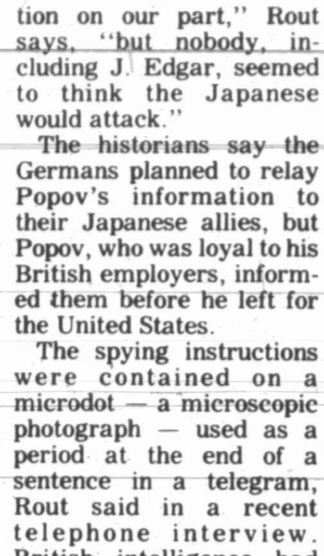 tion on our part," Rout
says, "but nobody, in-
cluding J. Edgar, seemed
to think the Japanese
would attack."
The historians say the
Germans planned to relay
Popov's information to
their Japanese allies, but
Popov, who was loyal to his
British employers, inform-
ed them before he left for
the United States.
The spying instructions
were contained on a
microdot — a microscopic
photograph — used as a
period at the end of a
sentence in a telegram,
Rout said in a recent
telephone interview.
British intelligence had